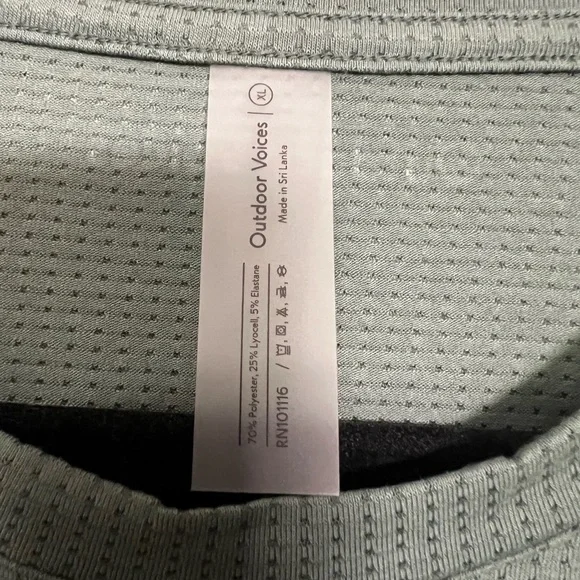 Outdoor Voices | XL
Made in Sri Lanka
70% Polyester, 25% Lyocell, 5% Elastane
RN101116 /